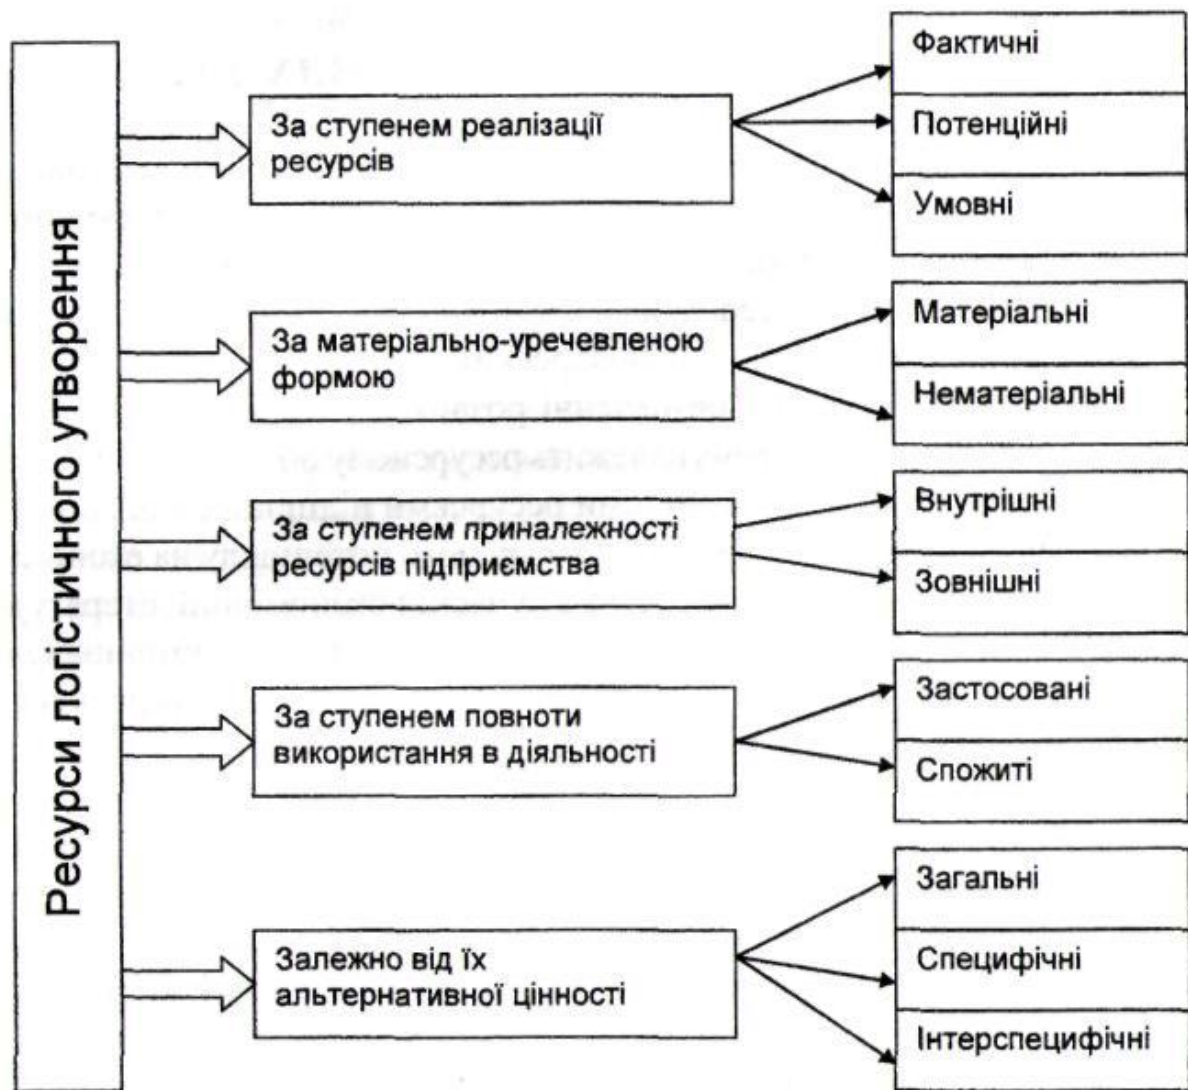 Ресурси логістичного утворення
За ступенем реалізації
ресурсів
Фактичні
Потенційні
Умовні
За матеріально-уречевленою
формою
Матеріальні
Нематеріальні
За ступенем приналежності
ресурсів підприємства
Внутрішні
Зовнішні
За ступенем повноти
використання в діяльності
Застосовані
Спожиті
Залежно від їх
альтернативної цінності
Загальні
Специфічні
Інтерспецифічні